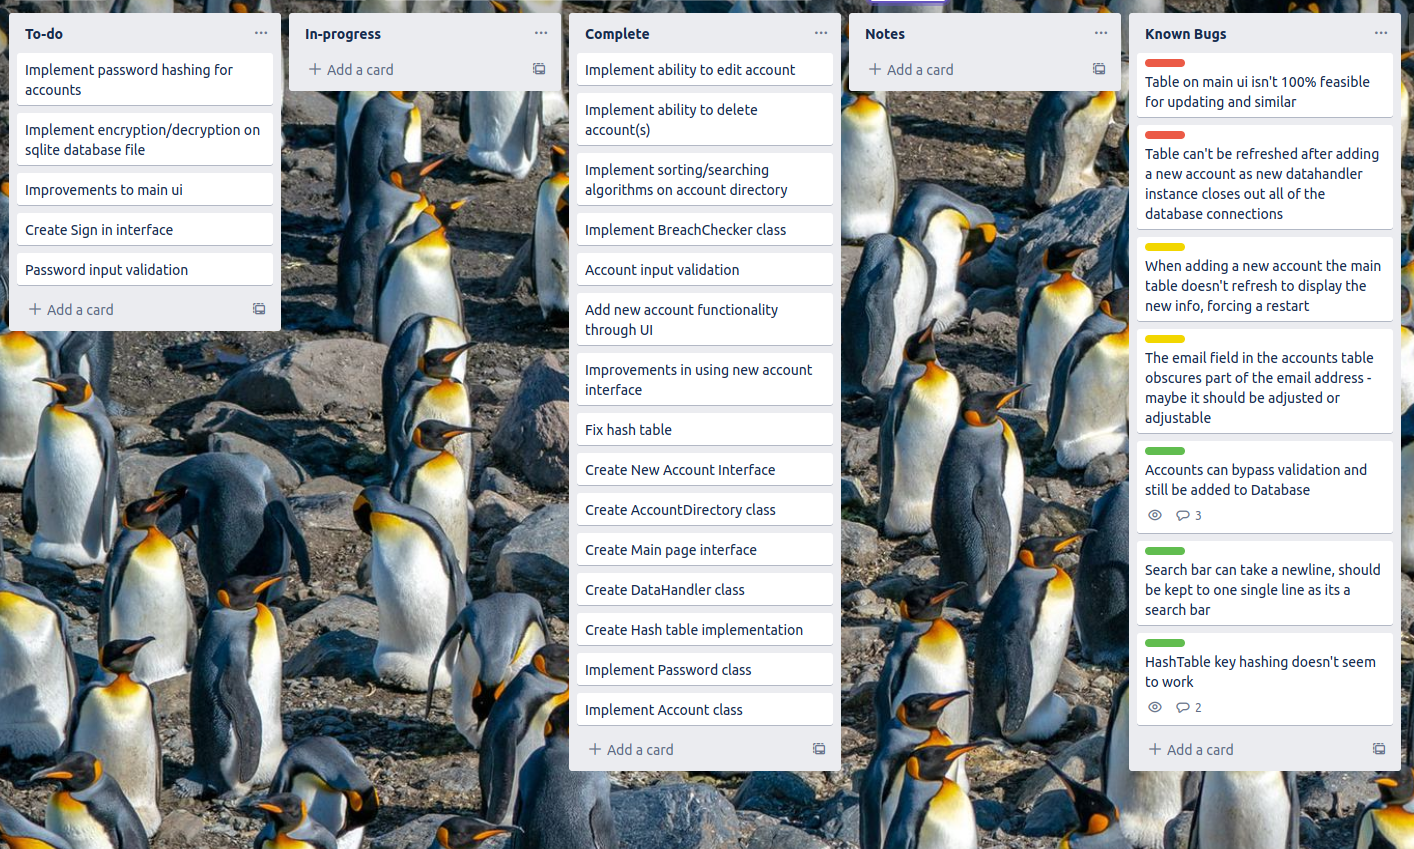 To-do
Implement password hashing for
accounts
Implement encryption/decryption on
sqlite database file
Improvements to main ui
Create Sign in interface
Password input validation
Add a card
In-progress
Add a card
Complete
Implement ability to edit account
Implement ability to delete
account(s)
Implement sorting/searching
algorithms on account directory
Implement BreachChecker class
Account input validation
Add new account functionality
through UI
Improvements in using new account
interface
Fix hash table
Create New Account Interface
Create AccountDirectory class
Create Main page interface
Create DataHandler class
Create Hash table implementation
Implement Password class
Implement Account class
Add a card
Notes
Add a card
Known Bugs
Table on main ui isn't 100% feasible
for updating and similar
Table can't be refreshed after adding
a new account as new datahandler
instance closes out all of the
database connections
When adding a new account the main
table doesn't refresh to display the
new info, forcing a restart
The email field in the accounts table
obscures part of the email address -
maybe it should be adjusted or
adjustable
Accounts can bypass validation and
still be added to Database
3
Search bar can take a newline, should
be kept to one single line as its a
search bar
HashTable key hashing doesn't seem
to work
2
Add a card